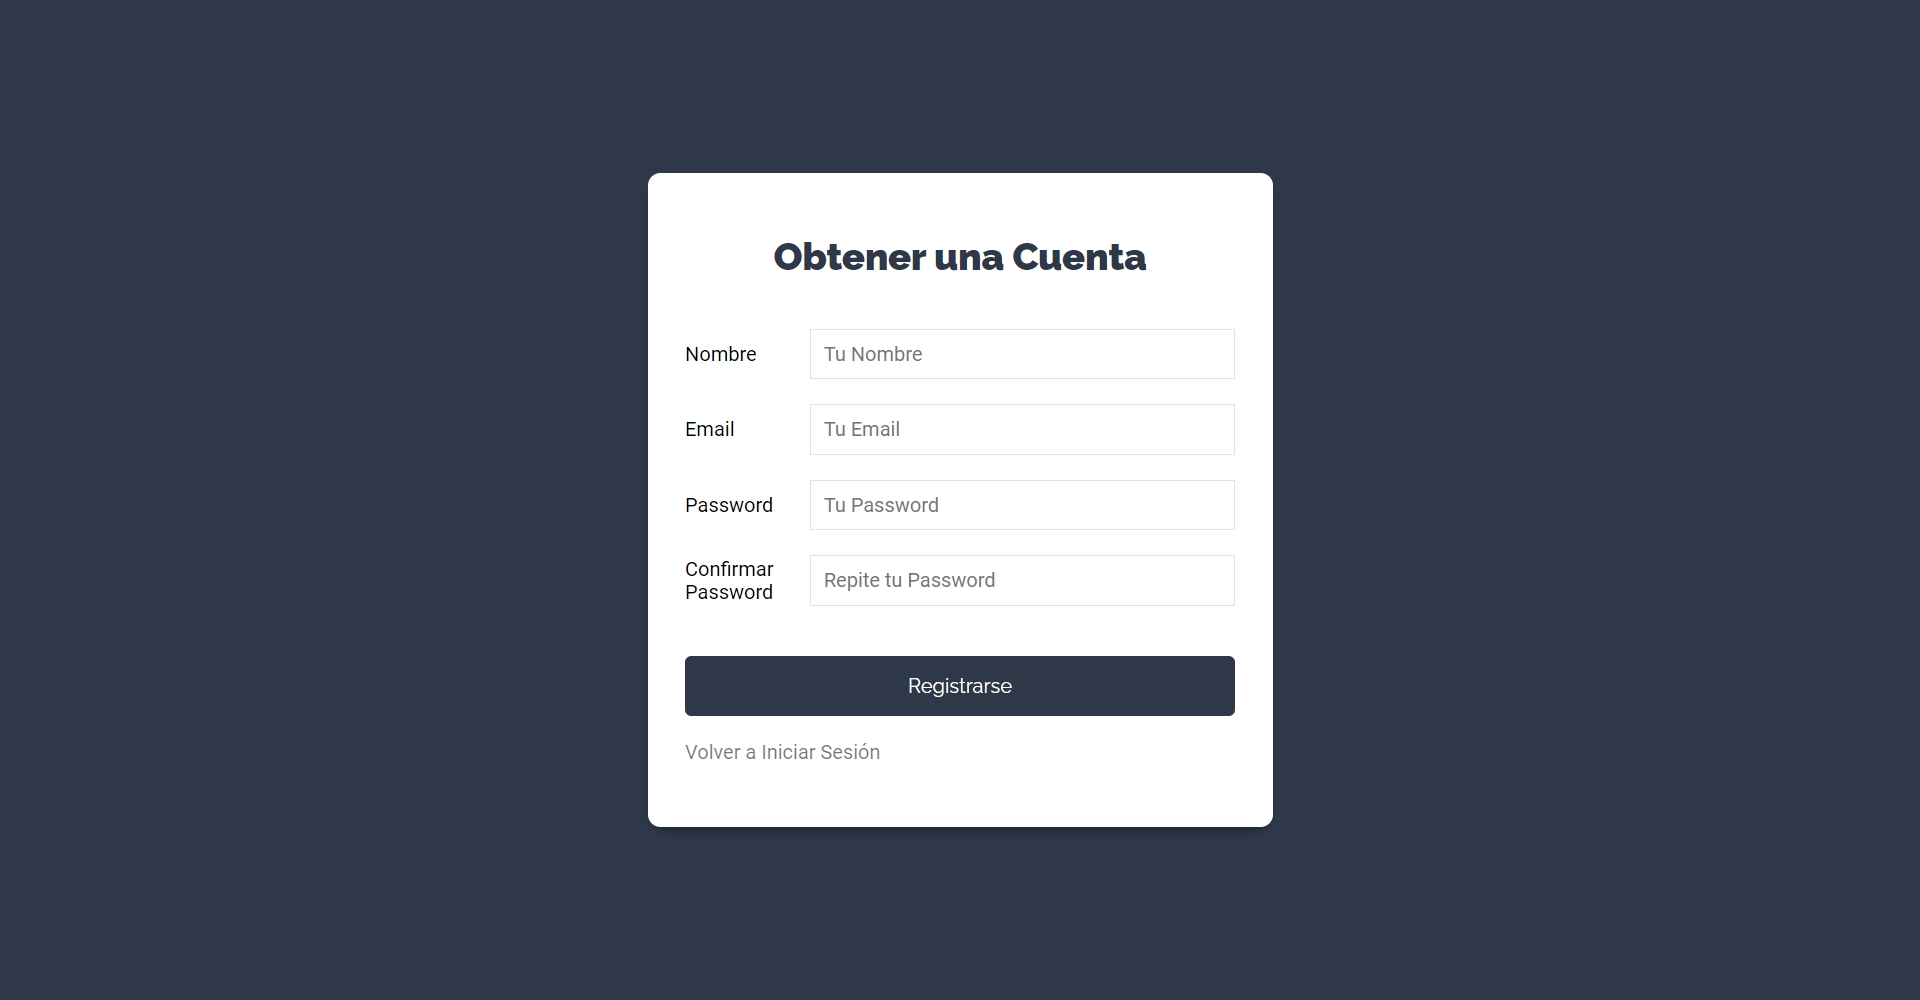 Obtener una Cuenta
Nombre
Tu Nombre
Email
Tu Email
Password
Tu Password
Confirmar
Password
Repite tu Password
Registrarse
Volver a Iniciar Sesión